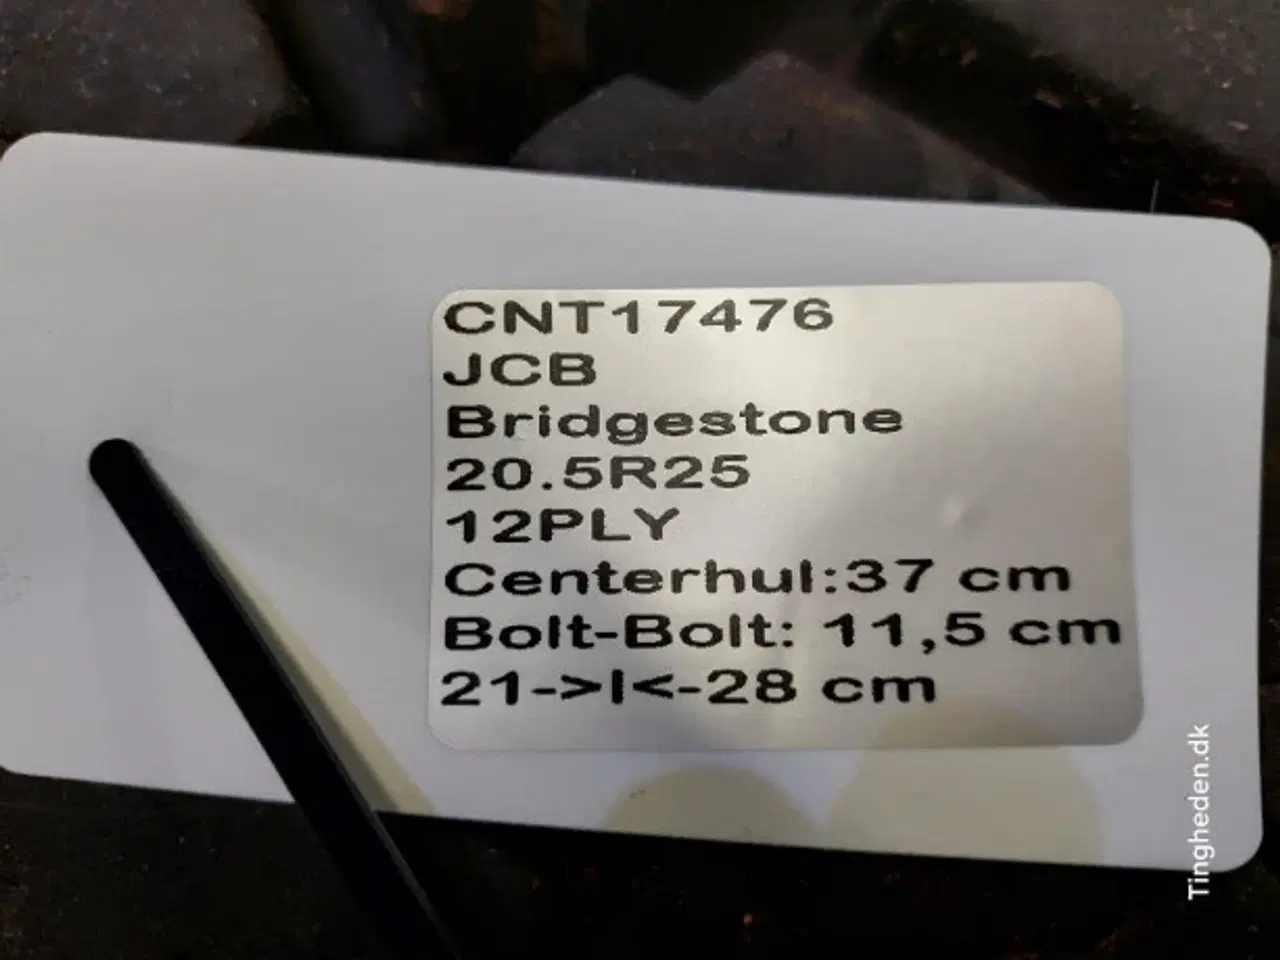 CNT17476
JCB
Bridgestone
20.5R25
12PLY
Centerhul:37 cm
Bolt-Bolt: 11,5 cm
21->|<-28 cm
Tingheden.dk